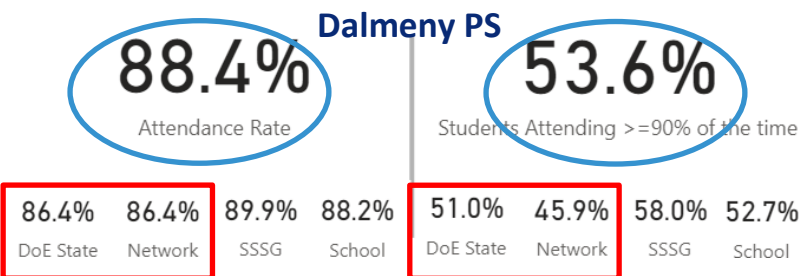 Dalmeny PS
88.4%
Attendance Rate
53.6%
Students Attending >=90% of the time
86.4% 86.4% 89.9% 88.2%
DoE State Network SSSG School
51.0% 45.9% 58.0% 52.7%
DoE State Network SSSG School